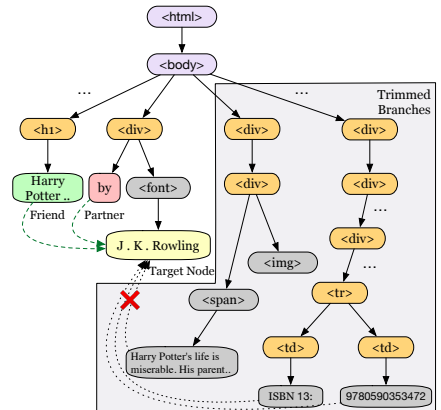 <html>
<body>
...
...
Trimmed
Branches
<h1>
<div>
<div>
<div>
Harry
Potter ..
by
<font>
<div>
<div>
Friend
Partner
...
J . K . Rowling
<div>
Target Node
<img>
...
<span>
<tr>
Harry Potter's life is
miserable. His parent..
<td>
<td>
ISBN 13:
9780590353472